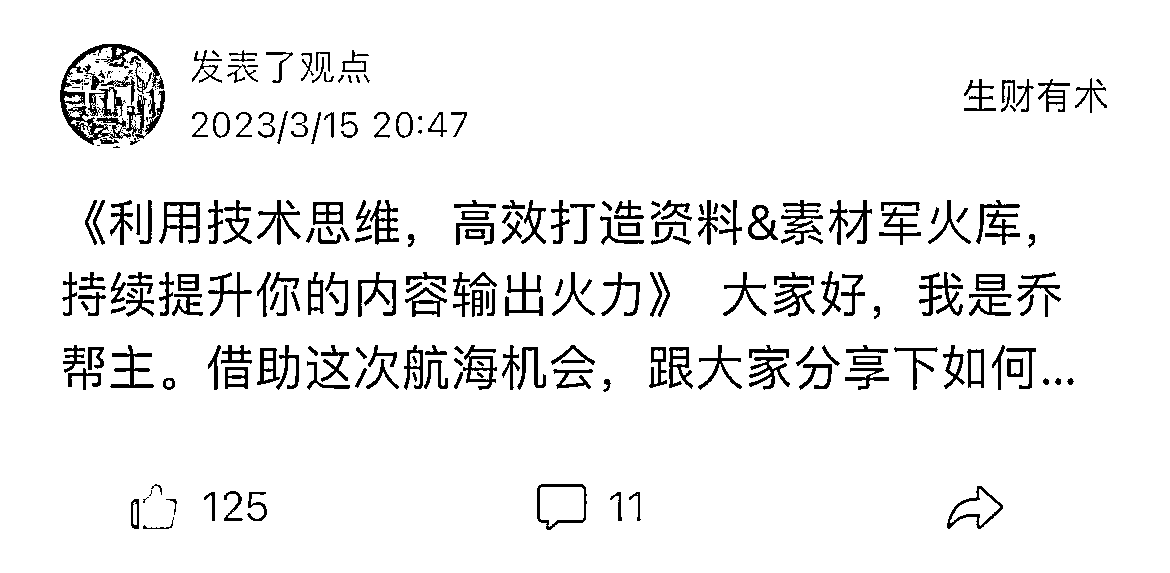 发表了观点
2023/3/15 20:47
生财有术
《利用技术思维，高效打造资料&素材军火库，
持续提升你的内容输出火力》 大家好，我是乔
帮主。借助这次航海机会，跟大家分享下如何...
125
11